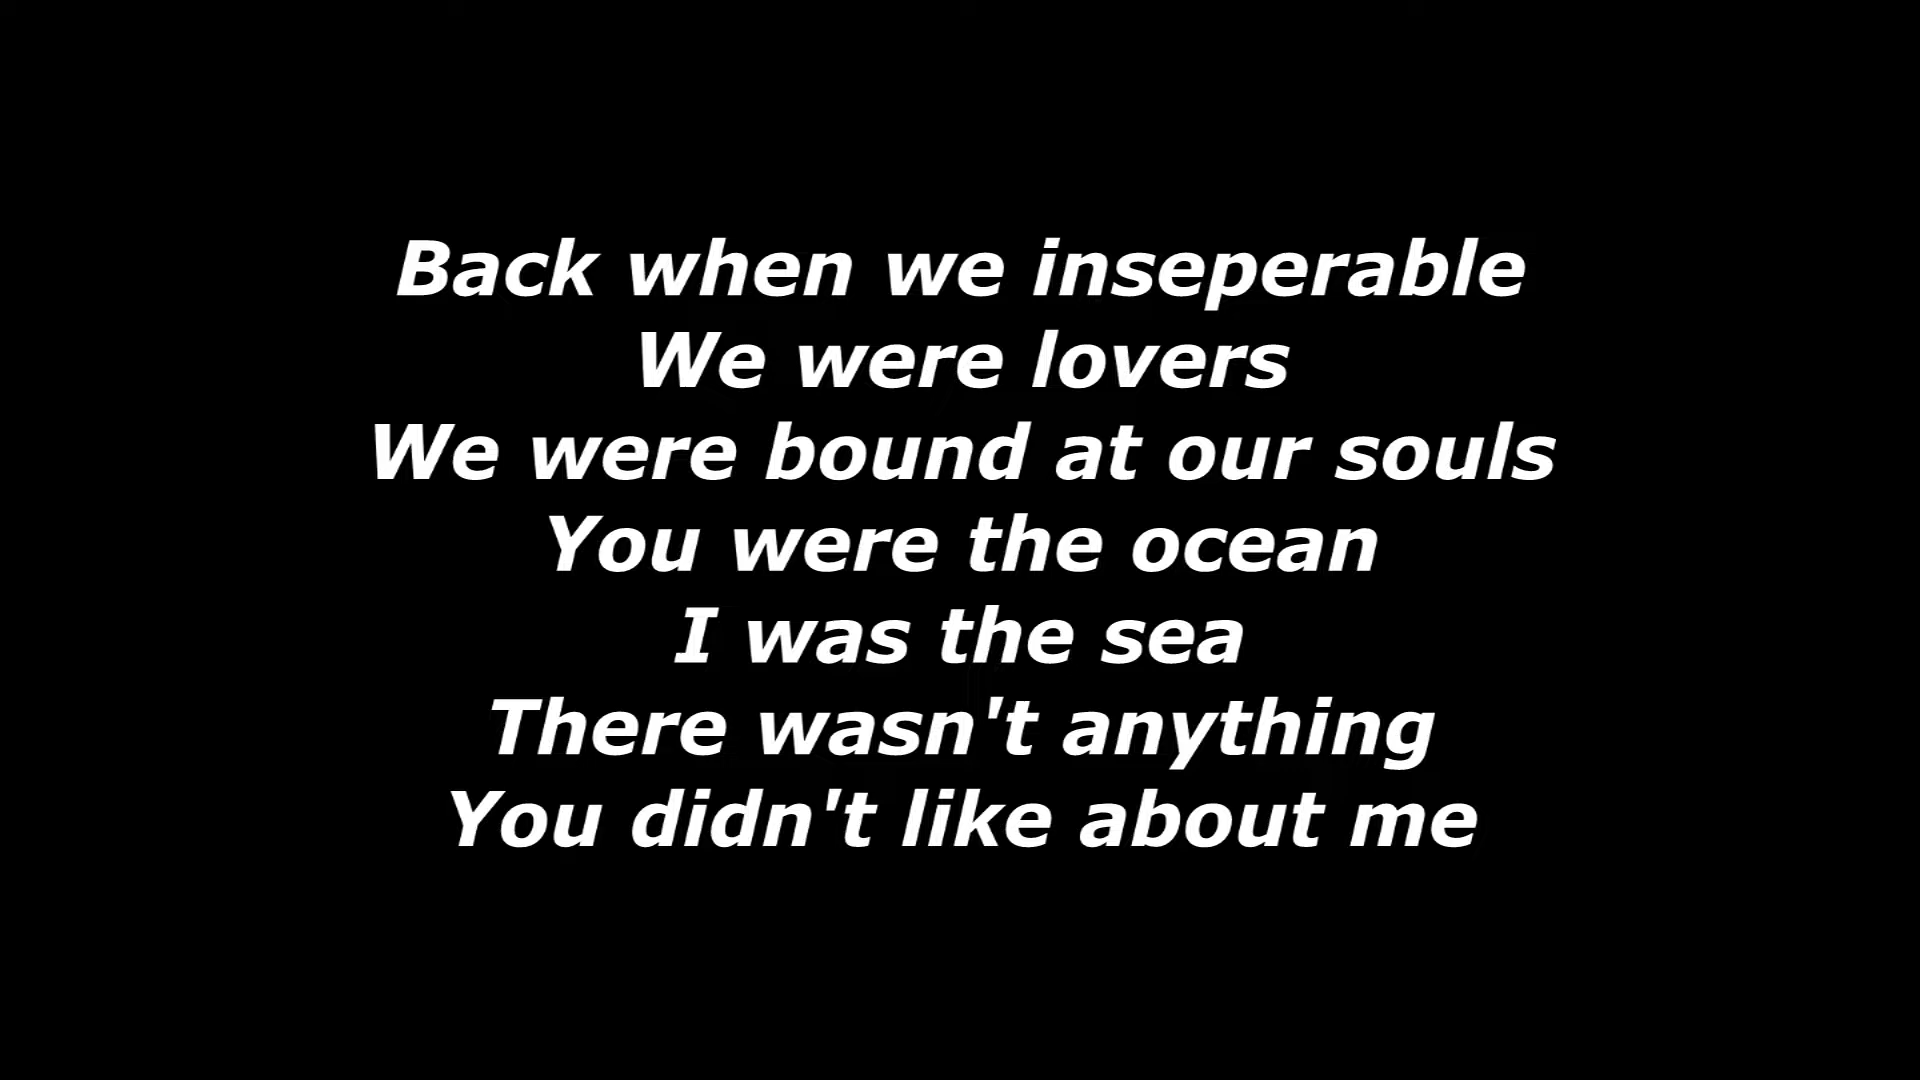 Back when we inseperable
We were lovers
We were bound at our souls
You were the ocean
I was the sea
There wasn't anything
You didn't like about me